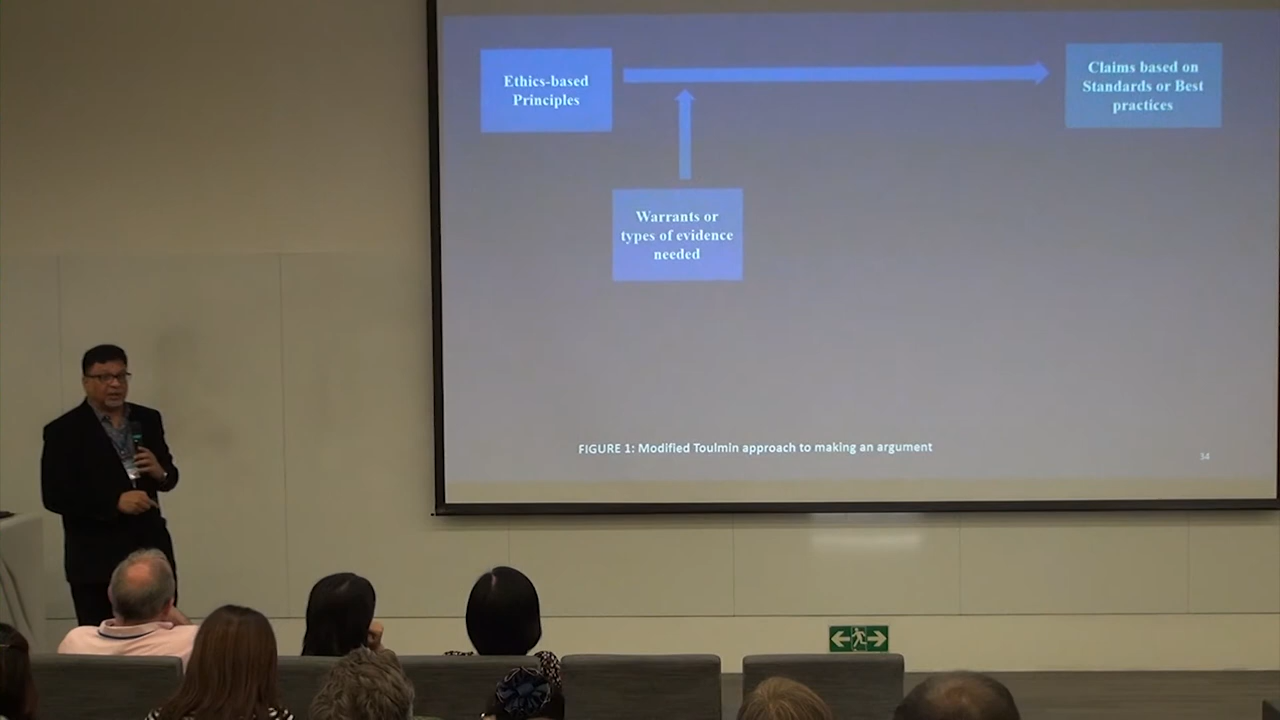 Ethics-based
Principles
Claims based on
Standards or Best
practices
Warrants or
types of evidence
needed
FIGURE 1: Modified Toulmin approach to making an argument
34